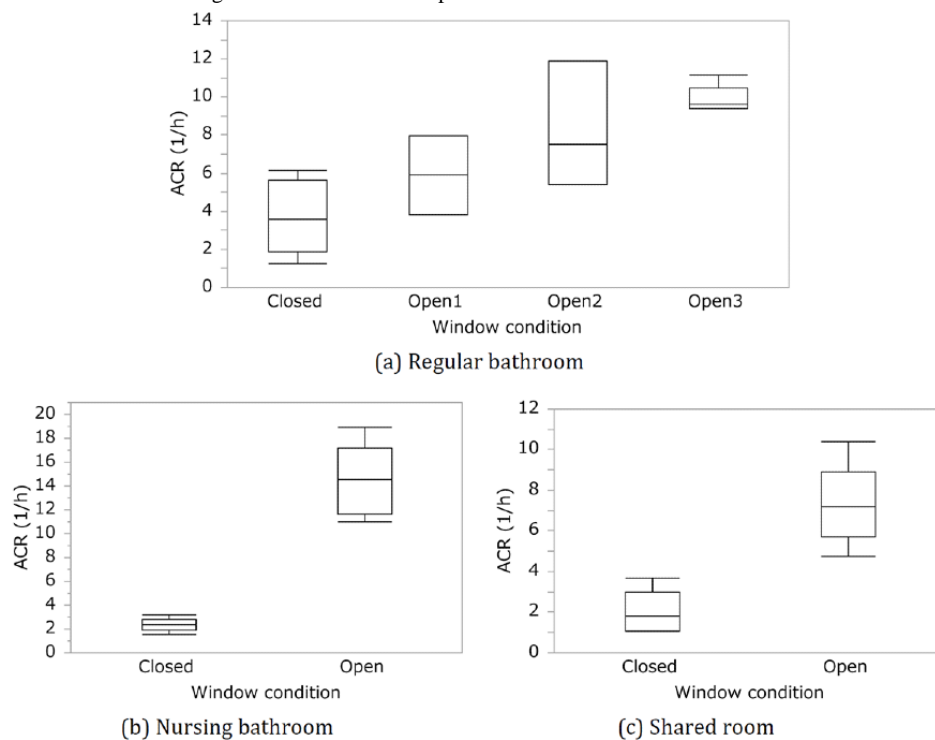 14
12
10
8
6
4
2
0
ACR (1/h)
Closed Open1 Open2 Open3
Window condition
(a) Regular bathroom
20
18
16
14
12
10
8
6
4
2
0
ACR (1/h)
Closed Open
Window condition
(b) Nursing bathroom
12
10
8
6
4
2
0
ACR (1/h)
Closed Open
Window condition
(c) Shared room